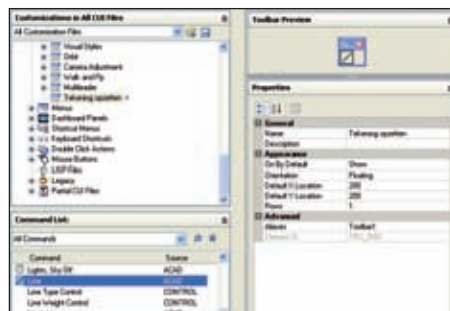 Customizations in All CUI Files
All Customization Files
Visual Styles
Orbit
Camera Adjustment
Walk and Fly
Multileader
Tekening opzetten
Menus
Dashboard Panels
Shortcut Menus
Keyboard Shortcuts
Double Click Actions
Mouse Buttons
LISP Files
Legacy
Partial CUI Files
Command List:
All Commands
Command Source
Lights, Sky Off ACAD
Line ACAD
Line Type Control CONTROL
Line Weight Control CONTROL
Toolbar Preview
Properties
General
Name Tekening opzetten
Description
Appearance
On By Default Show
Orientation Floating
Default X Location 200
Default Y Location 200
Rows 1
Advanced
Aliases Toolbar1